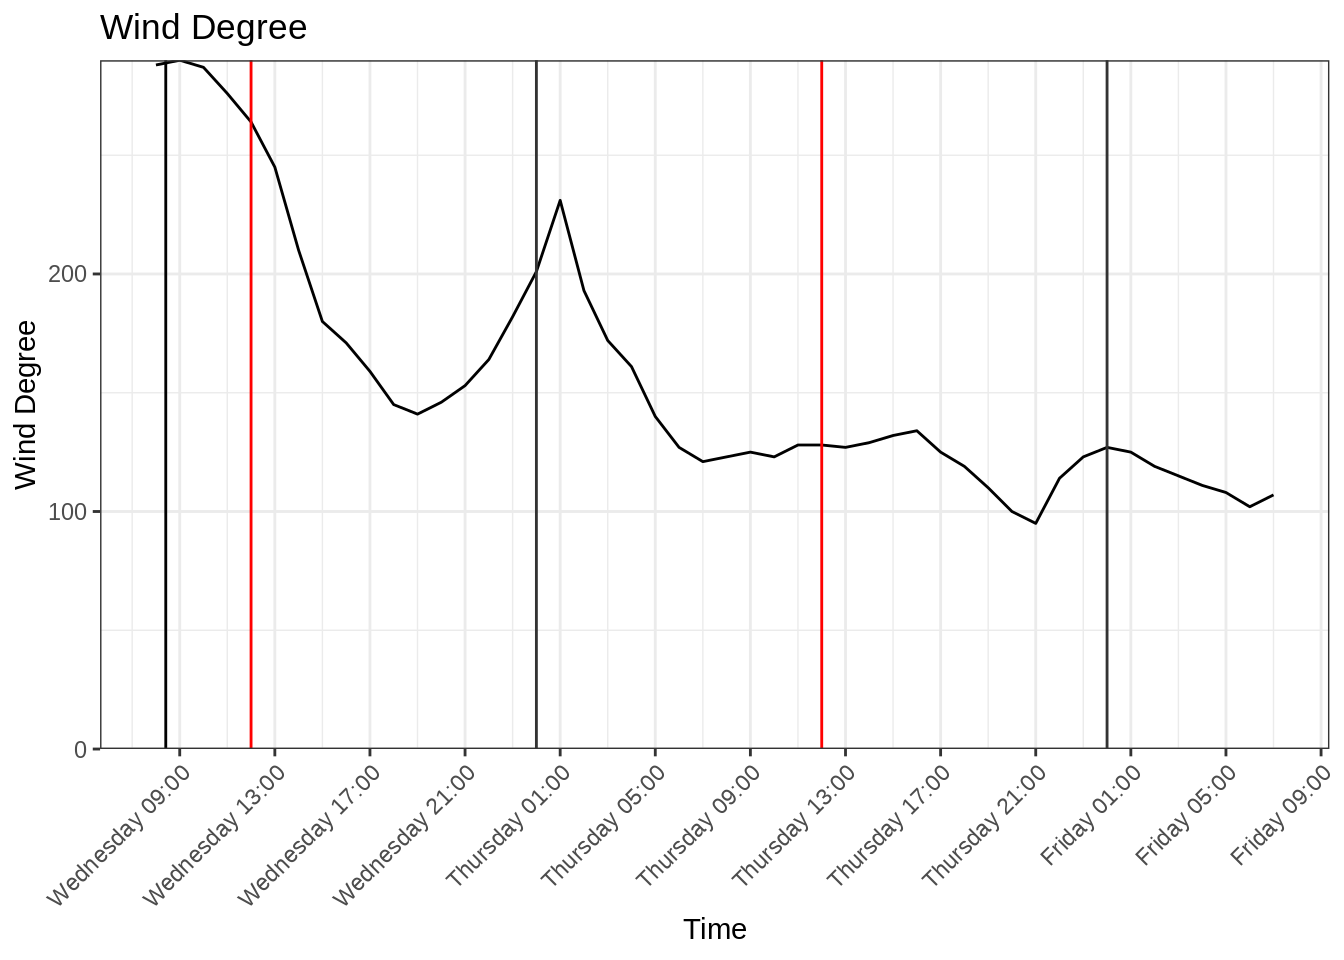 Wind Degree
Wind Degree
200
100
0
Wednesday 09:00
Wednesday 13:00
Wednesday 17:00
Wednesday 21:00
Thursday 01:00
Thursday 05:00
Thursday 09:00
Thursday 13:00
Thursday 17:00
Thursday 21:00
Friday 01:00
Friday 05:00
Friday 09:00
Time